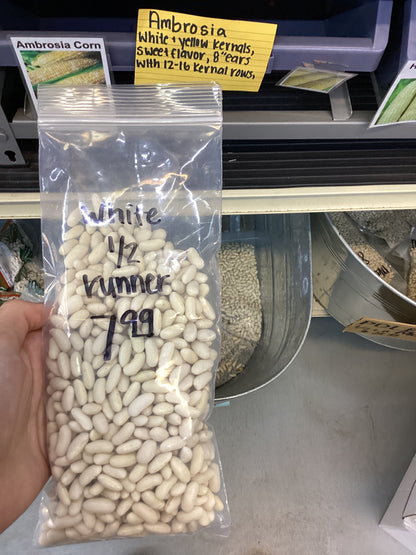 Ambrosia
White + yellow kernals,
sweet flavor, 8" ears
with 12-16 kernal rows,
Ambrosia Corn
White
1/2
runner
7.99